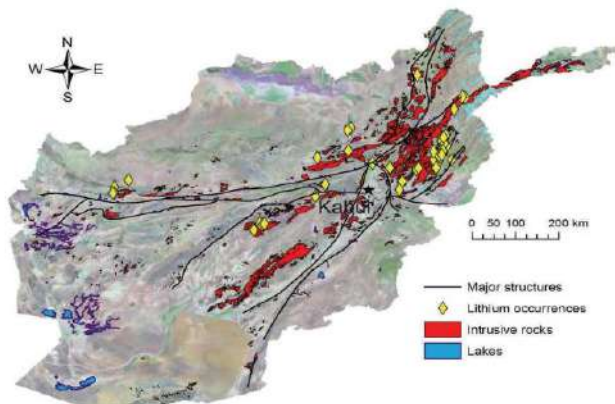 N
W E
S
Kabul
0 50 100 200 km
Major structures
Lithium occurrences
Intrusive rocks
Lakes